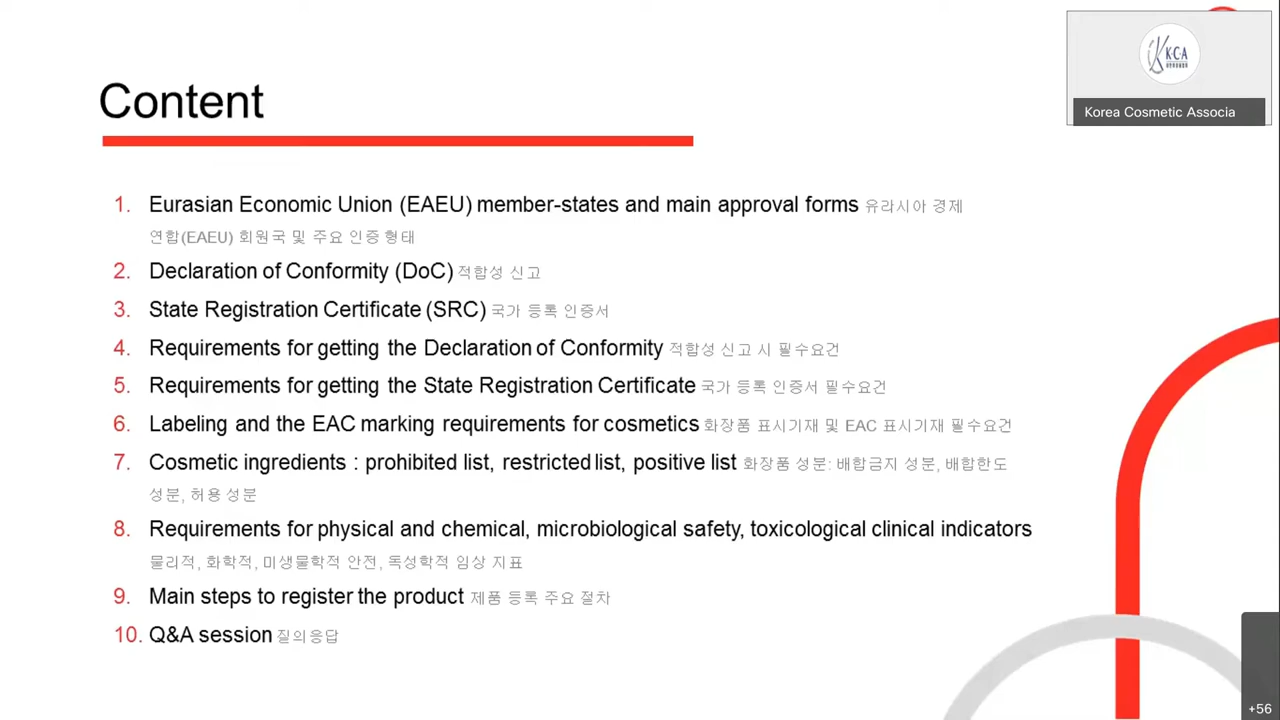 Content
K·C·A
Korea Cosmetic Associa
1. Eurasian Economic Union (EAEU) member-states and main approval forms 유라시아 경제
연합(EAEU) 회원국 및 주요 인증 형태
2. Declaration of Conformity (DoC) 적합성 신고
3. State Registration Certificate (SRC) 국가 등록 인증서
4. Requirements for getting the Declaration of Conformity 적합성 신고 시 필수요건
5. Requirements for getting the State Registration Certificate 국가 등록 인증서 필수요건
6. Labeling and the EAC marking requirements for cosmetics 화장품 표시기재 및 EAC 표시기재 필수요건
7. Cosmetic ingredients : prohibited list, restricted list, positive list 화장품 성분: 배합금지 성분, 배합한도
성분, 허용 성분
8. Requirements for physical and chemical, microbiological safety, toxicological clinical indicators
물리적, 화학적, 미생물학적 안전, 독성학적 임상 지표
9. Main steps to register the product 제품 등록 주요 절차
10. Q&A session 질의응답
+56